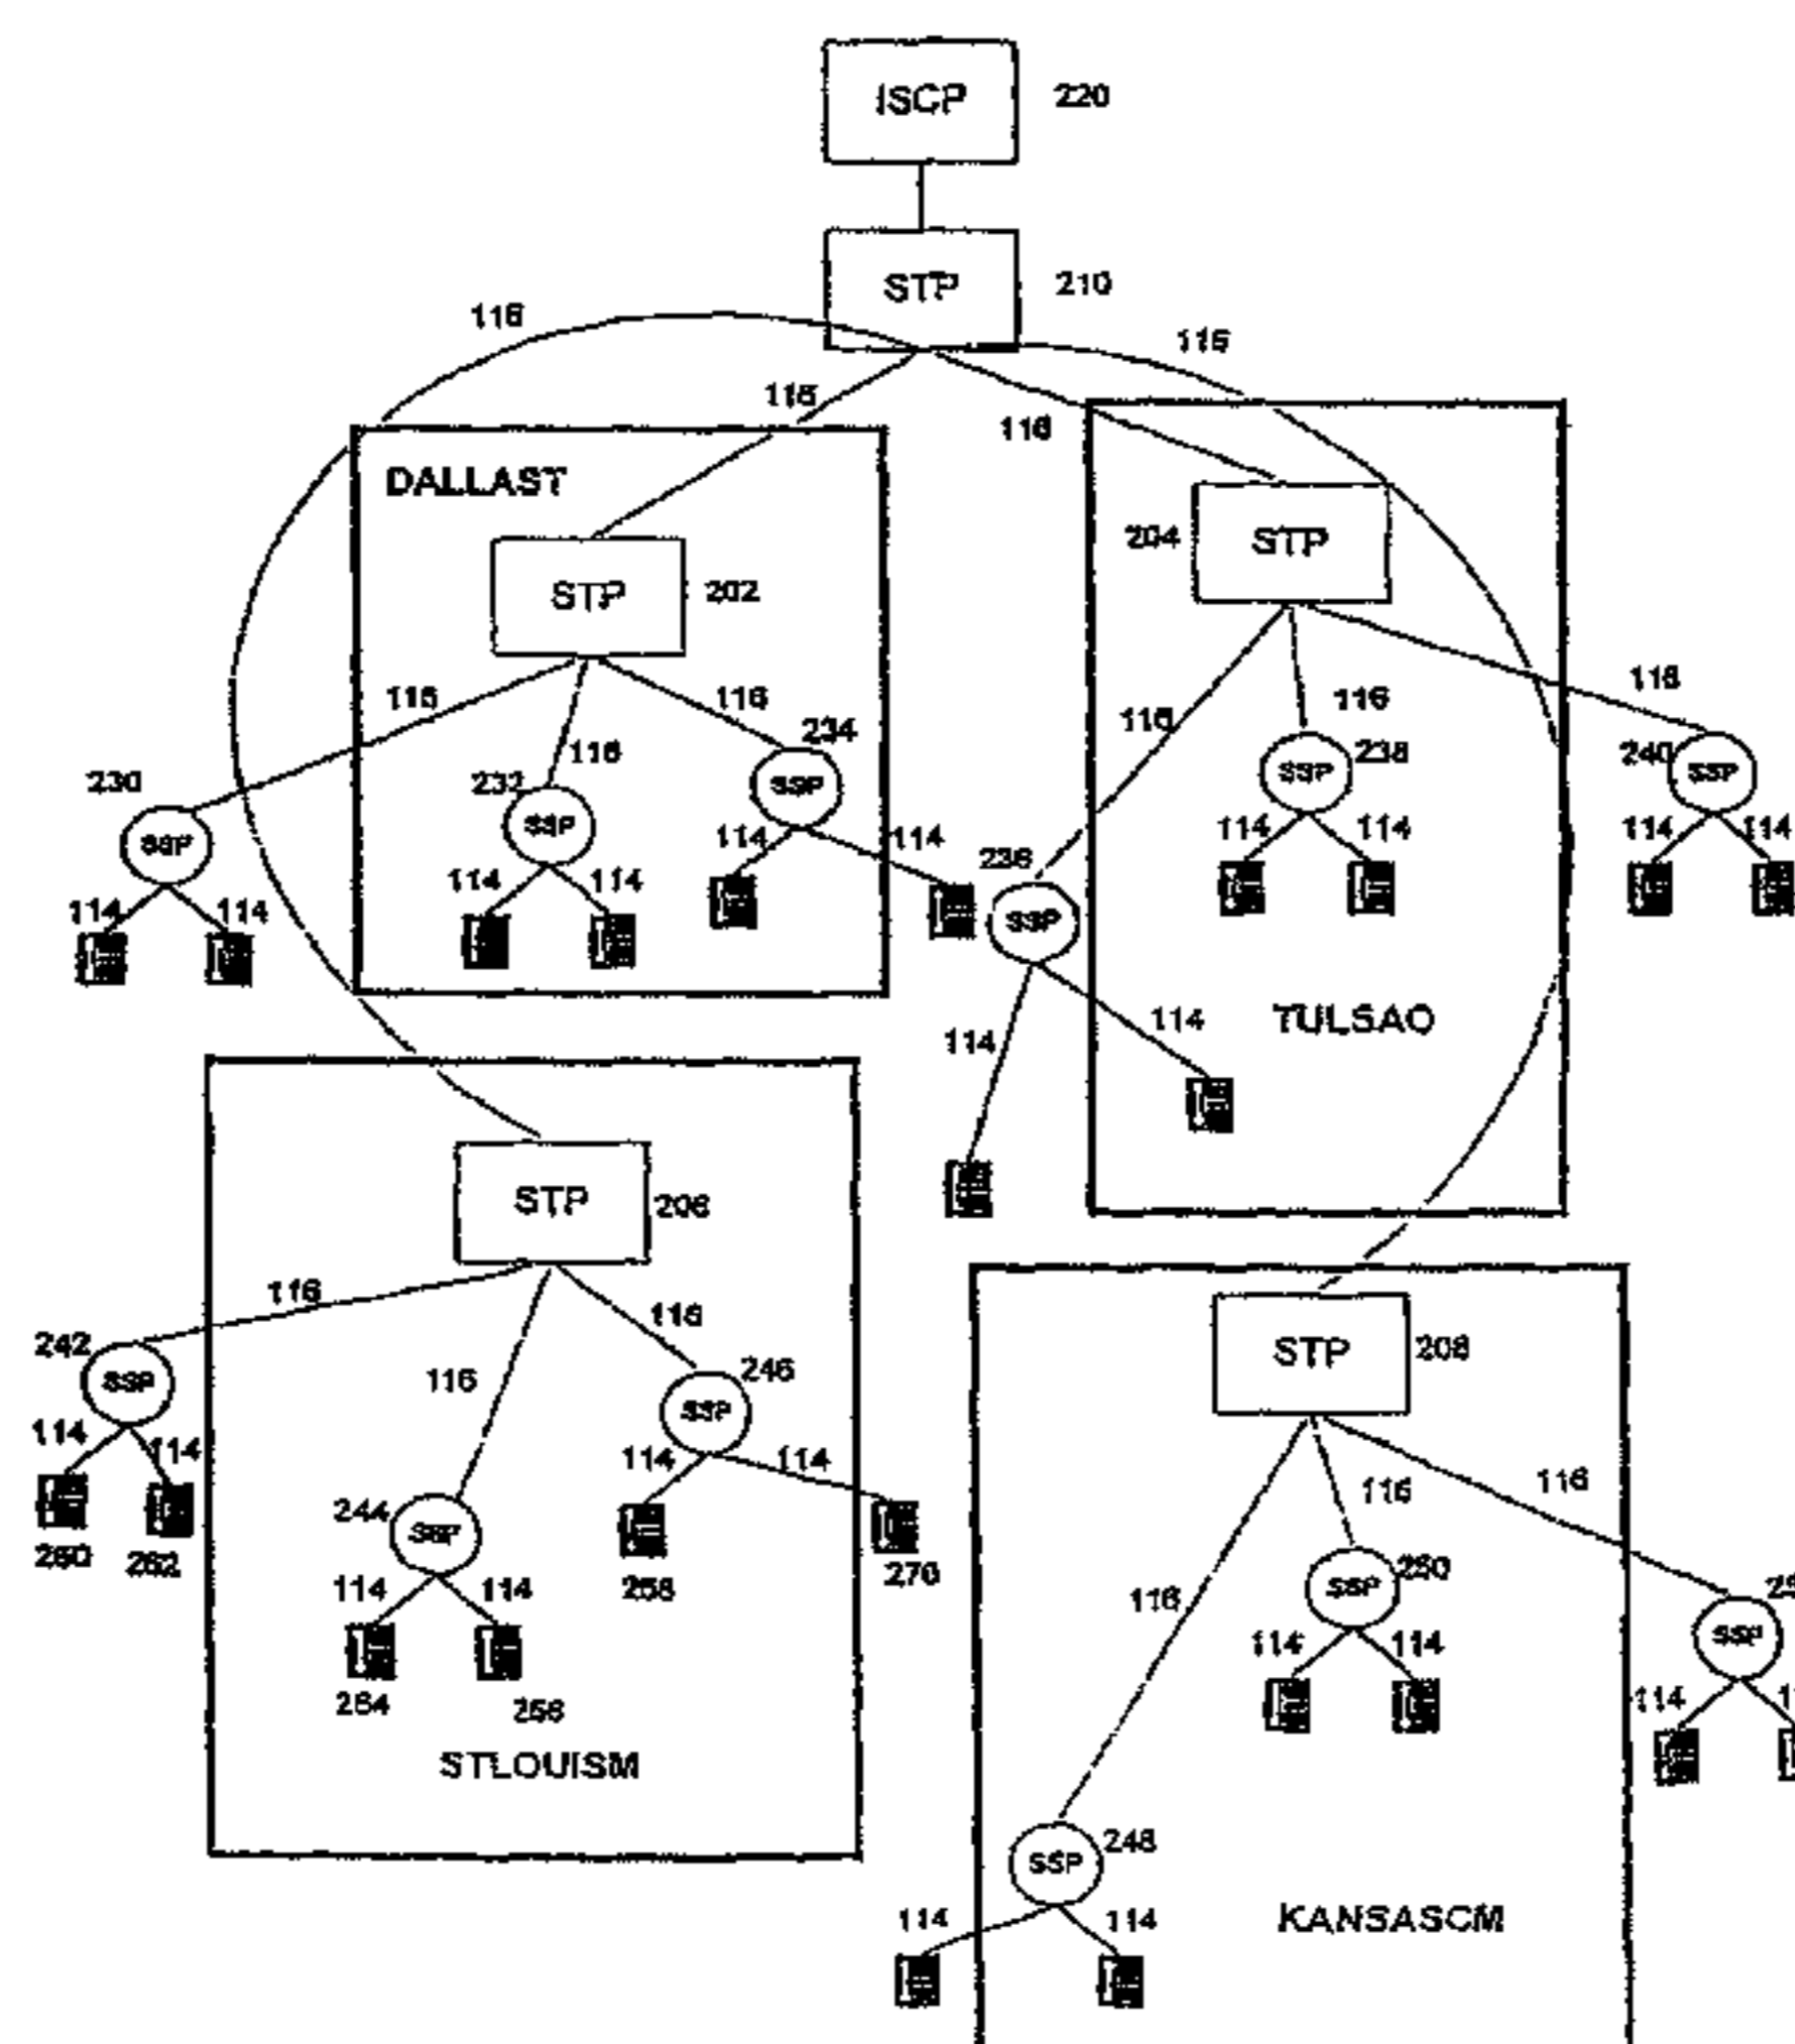 ISCP 220
STP 210
116 116
116 116
DALLAST
STP 202
204 STP
116 116 116
116 116 116
230 232 234
SSP SSP SSP
114 114
114 114
114 114
236 238 240
SSP SSP SSP
114 114
114 114
114 114
TULSAO
STP 206
116 116 116
242 244 246
SSP SSP SSP
114 114
114 114
114 114
260 262
264
258 270
STLOUISM
STP 208
116 116 116
248 250
SSP SSP SSP
114 114
114 114
114
KANSASCM